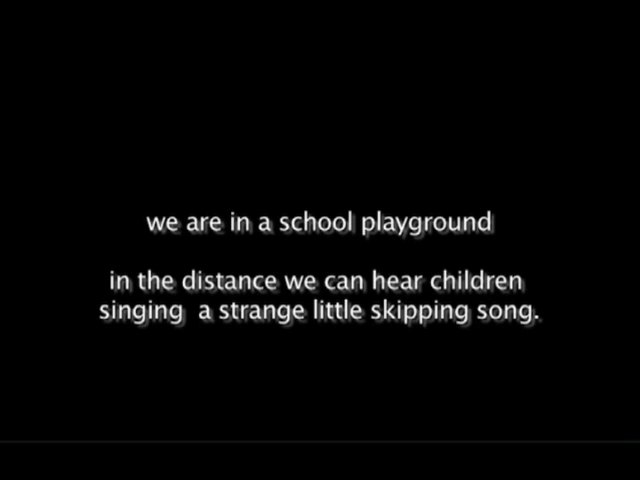 we are in a school playground
in the distance we can hear children
singing  a strange little skipping song.